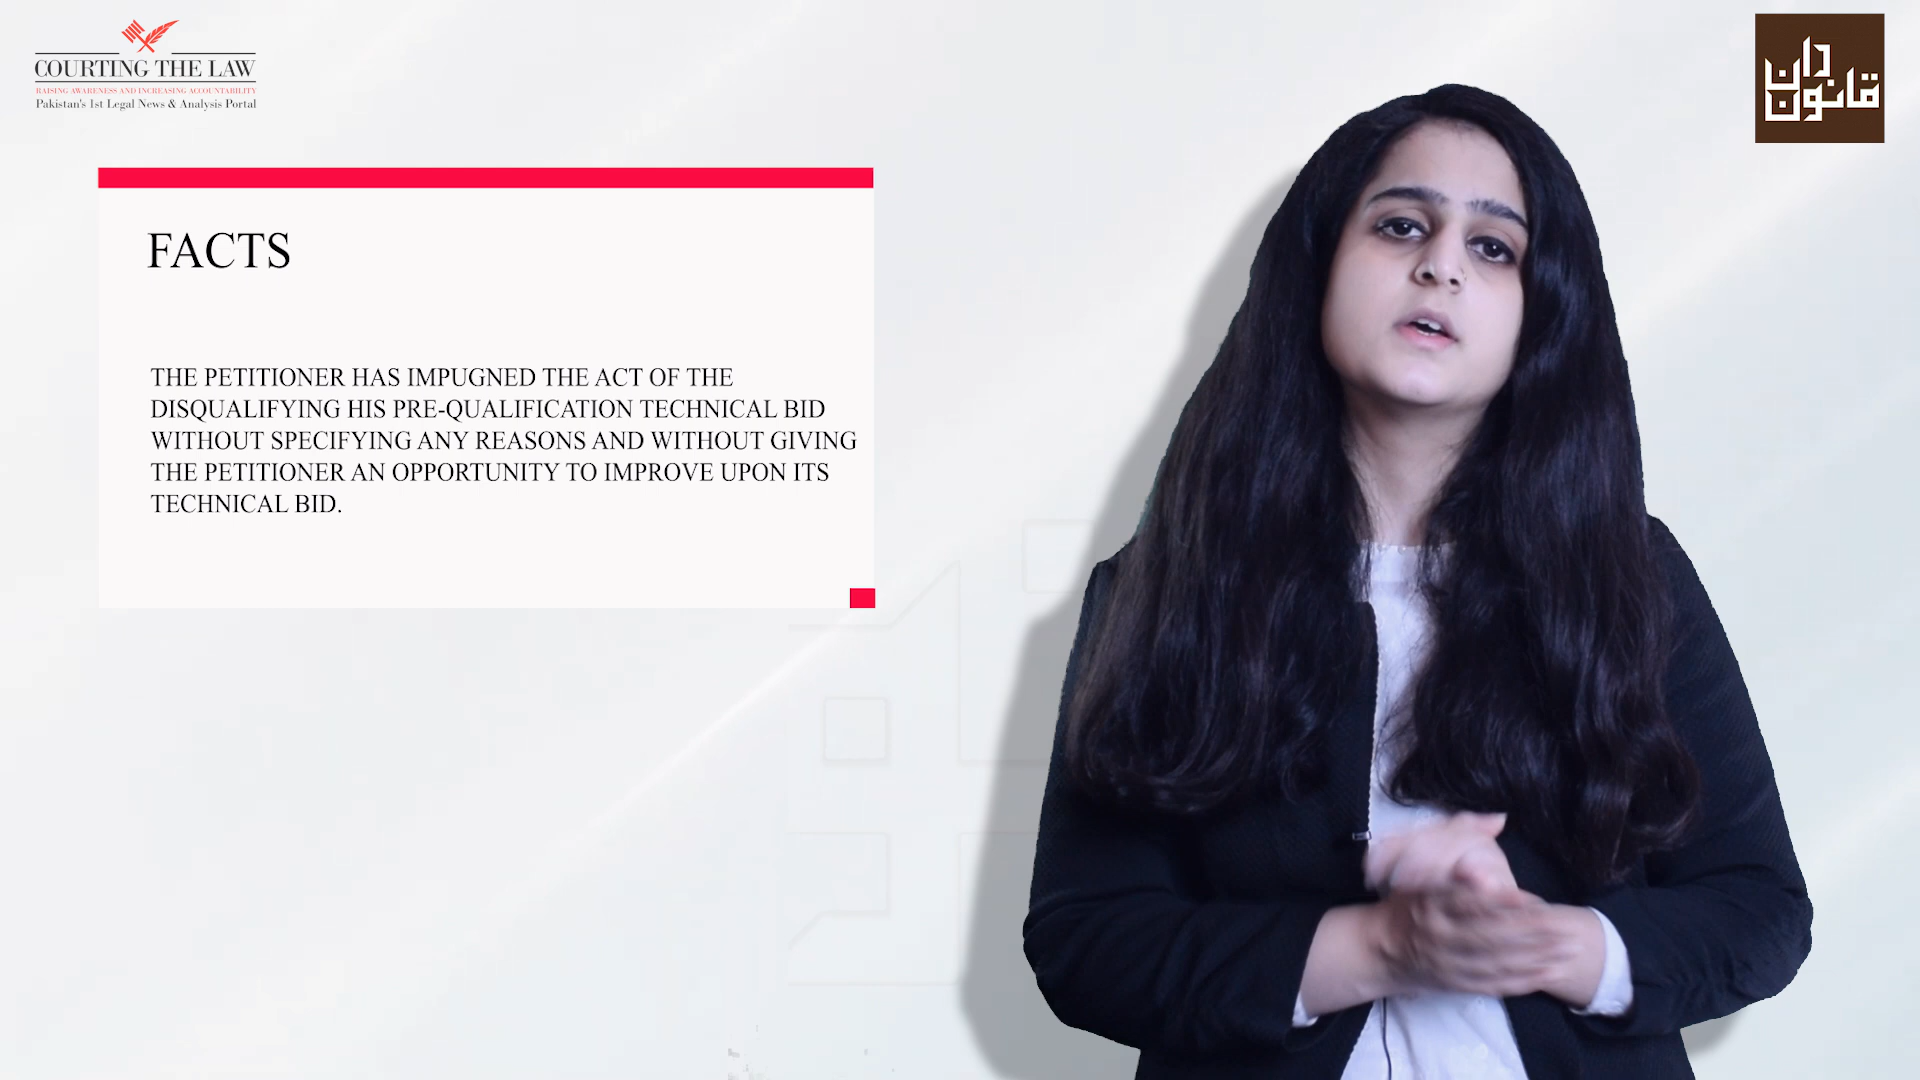 COURTING THE LAW
RAISING AWARENESS AND INCREASING ACCOUNTABILITY
Pakistan's 1st Legal News & Analysis Portal
قانون دان
FACTS
THE PETITIONER HAS IMPUGNED THE ACT OF THE
DISQUALIFYING HIS PRE-QUALIFICATION TECHNICAL BID
WITHOUT SPECIFYING ANY REASONS AND WITHOUT GIVING
THE PETITIONER AN OPPORTUNITY TO IMPROVE UPON ITS
TECHNICAL BID.